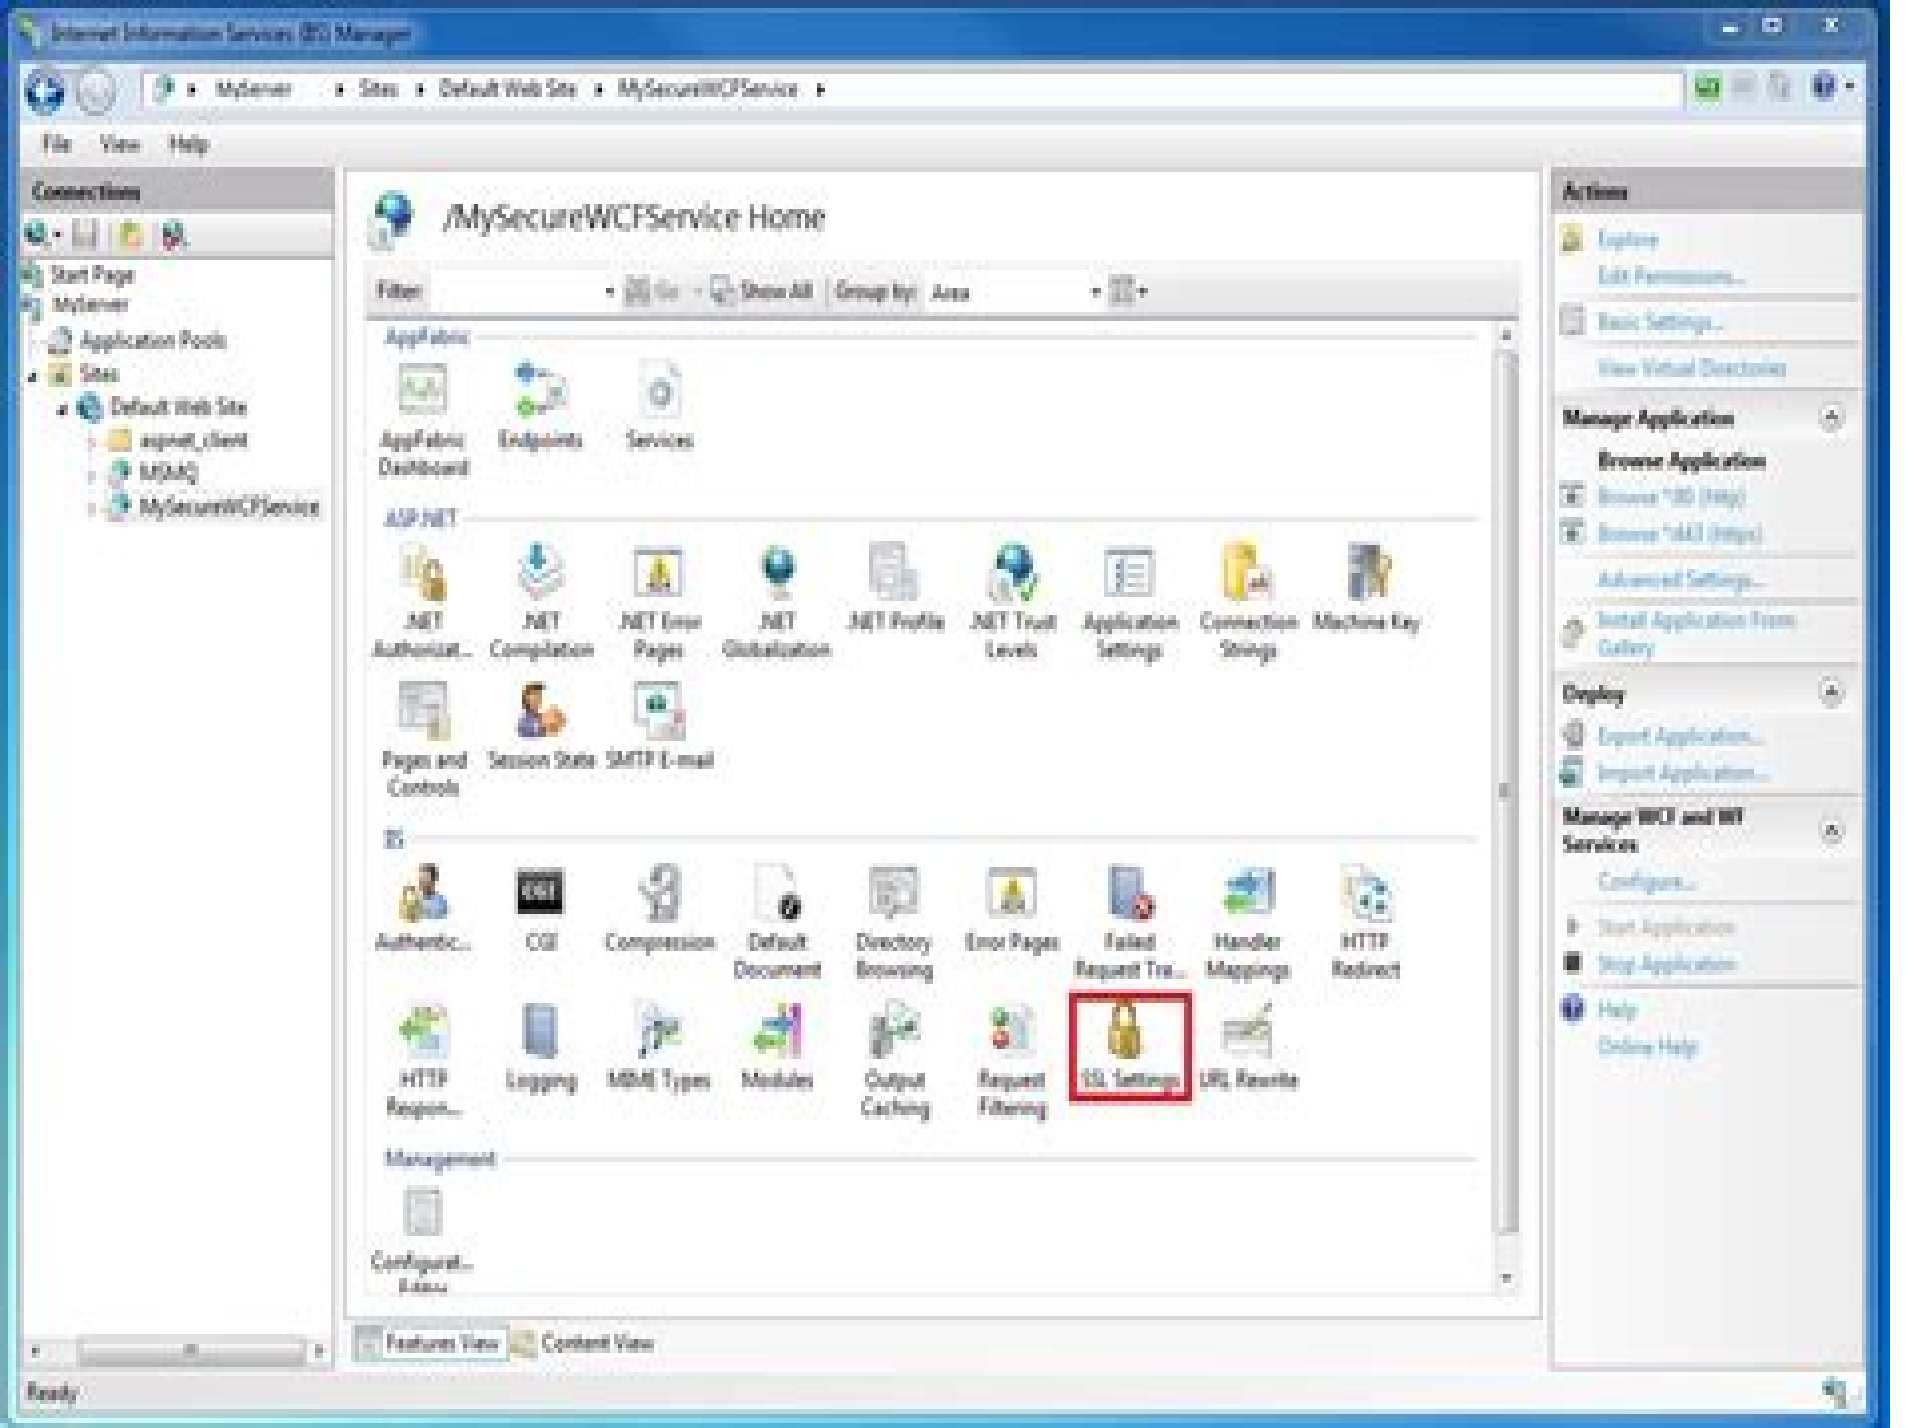 Internet Information Services (IIS) Manager
MyServer Sites Default Web Site MySecureWCFService
File View Help
Connections
Start Page
MyServer
Application Pools
Sites
Default Web Site
aspnet_client
MSMQ
MySecureWCFService
/MySecureWCFService Home
Filter: Go Show All Group by: Area
AppFabric
AppFabric Endpoints Services
Dashboard
ASP.NET
.NET .NET .NET Error .NET .NET Profile .NET Trust Application Connection Machine Key
Authorizat... Compilation Pages Globalization Levels Settings Strings
Pages and Session State SMTP E-mail
Controls
IIS
Authentic... CGI Compression Default Directory Error Pages Failed Handler HTTP
Document Browsing Request Tra... Mappings Redirect
HTTP Logging MIME Types Modules Output Request SSL Settings URL Rewrite
Respon... Caching Filtering
Management
Configurat...
Editor
Features View Content View
Ready
Actions
Explore
Edit Permissions...
Basic Settings...
View Virtual Directories
Manage Application
Browse Application
Browse *:80 (http)
Browse *:443 (https)
Advanced Settings...
Install Application From
Gallery
Deploy
Export Application...
Import Application...
Manage WCF and WF
Services
Configure...
Start Application
Stop Application
Help
Online Help